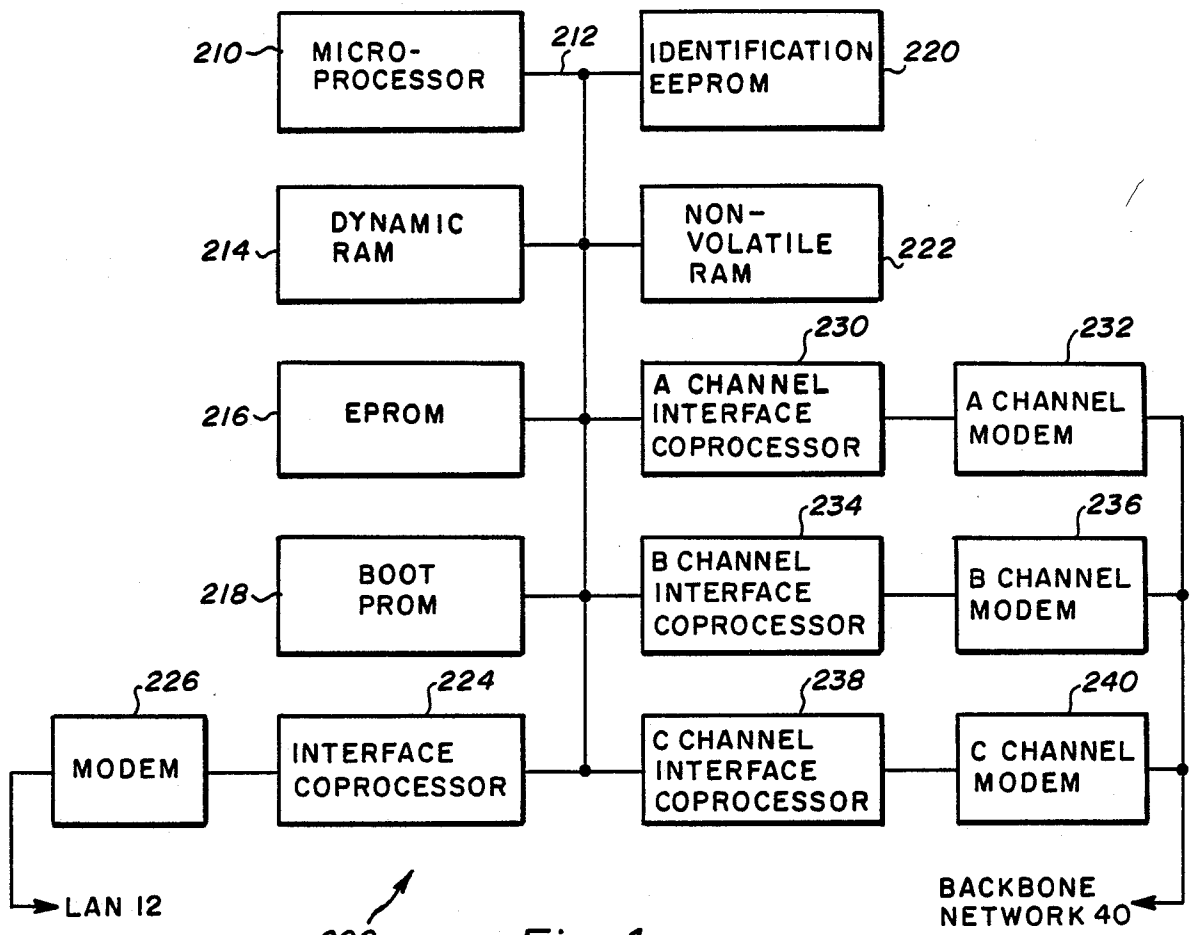 210
MICRO-
PROCESSOR
212
IDENTIFICATION
EEPROM
220
214
DYNAMIC
RAM
NON-
VOLATILE
RAM
222
216
EPROM
230
A CHANNEL
INTERFACE
COPROCESSOR
232
A CHANNEL
MODEM
218
BOOT
PROM
234
B CHANNEL
INTERFACE
COPROCESSOR
236
B CHANNEL
MODEM
226
MODEM
224
INTERFACE
COPROCESSOR
238
C CHANNEL
INTERFACE
COPROCESSOR
240
C CHANNEL
MODEM
LAN 12
BACKBONE
NETWORK 40